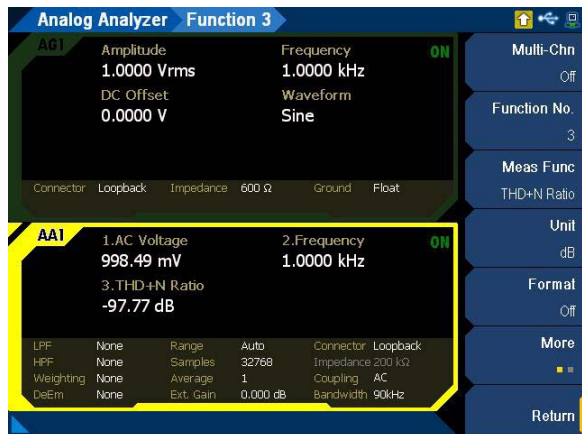 Analog Analyzer Function 3
AG1 Amplitude Frequency ON
1.0000 Vrms 1.0000 kHz
DC Offset Waveform
0.0000 V Sine
Connector Loopback Impedance 600 Ω Ground Float
AA1 1.AC Voltage 2.Frequency ON
998.49 mV 1.0000 kHz
3.THD+N Ratio
-97.77 dB
LPF None Range Auto Connector Loopback
HPF None Samples 32768 Impedance 200 kΩ
Weighting None Average 1 Coupling AC
DeEm None Ext. Gain 0.000 dB Bandwidth 90kHz
Multi-Chn
Off
Function No.
3
Meas Func
THD+N Ratio
Unit
dB
Format
Off
More
Return